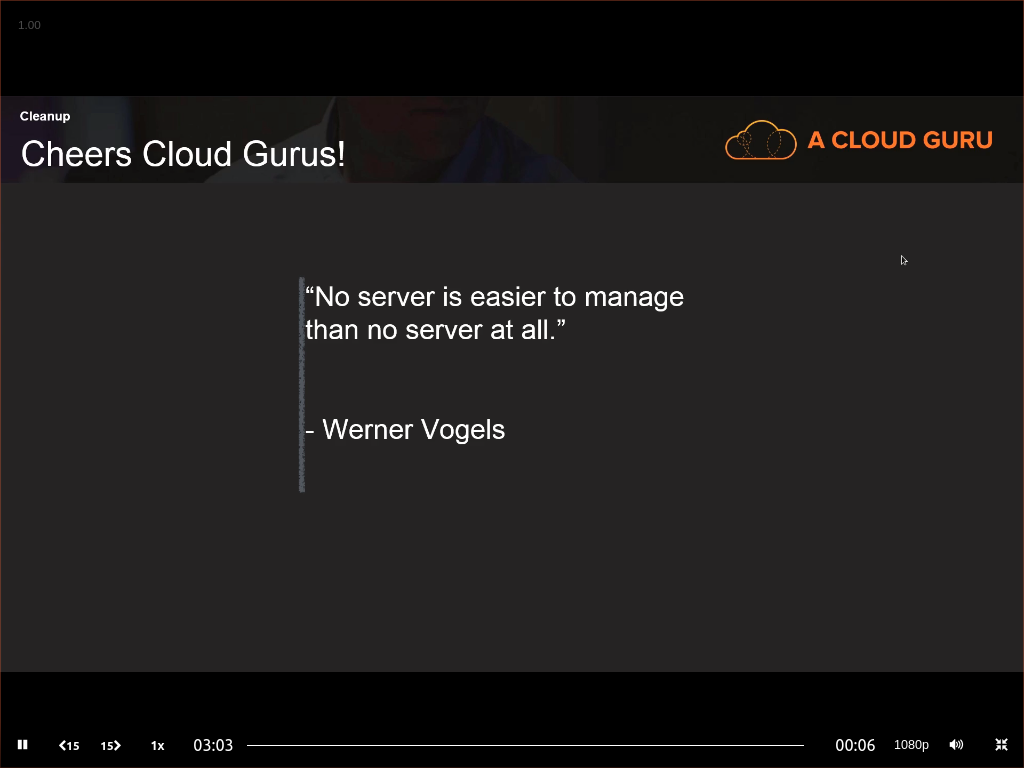 1.00
Cleanup
Cheers Cloud Gurus!
A CLOUD GURU
“No server is easier to manage
than no server at all.”
- Werner Vogels
15
15
1x
03:03
00:06
1080p